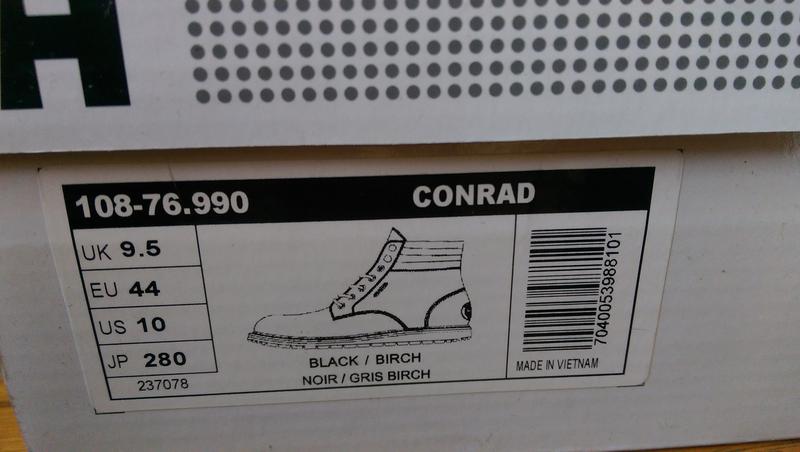 108-76.990 CONRAD
UK 9.5
EU 44
US 10
JP 280
237078
BLACK / BIRCH
NOIR / GRIS BIRCH
7040053988101
MADE IN VIETNAM